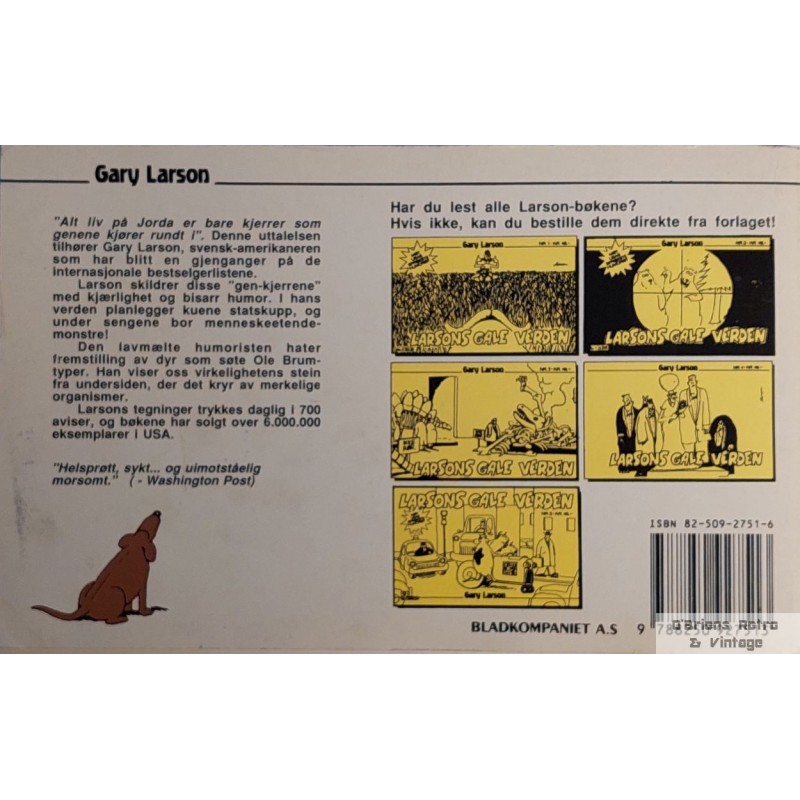 Gary Larson
"Alt liv på Jorda er bare kjerrer som
genene kjører rundt i". Denne uttalelsen
tilhører Gary Larson, svensk-amerikaneren
som har blitt en gjenganger på de
internasjonale bestselgerlistene.
Larson skildrer disse "gen-kjerrene"
med kjærlighet og bisarr humor. I hans
verden planlegger kuene statskupp, og
under sengene bor menneskeetende-
monstre!
Den lavmælte humoristen hater
fremstilling av dyr som søte Ole Brum-
typer. Han viser oss virkelighetens stein
fra undersiden, der det kryr av merkelige
organismer.
Larsons tegninger trykkes daglig i 700
aviser, og bøkene har solgt over 6.000.000
eksemplarer i USA.
"Helsprøtt, sykt... og uimotståelig
morsomt." ( - Washington Post)
Har du lest alle Larson-bøkene?
Hvis ikke, kan du bestille dem direkte fra forlaget!
Gary Larson
LARSONS GALE VERDEN
Gary Larson
LARSONS GALE VERDEN
Gary Larson
LARSONS GALE VERDEN
Gary Larson
LARSONS GALE VERDEN
LARSONS GALE VERDEN
Gary Larson
ISBN 82-509-2751-6
BLADKOMPANIET A.S
9 788250 927513
O'Briens Retro
& Vintage